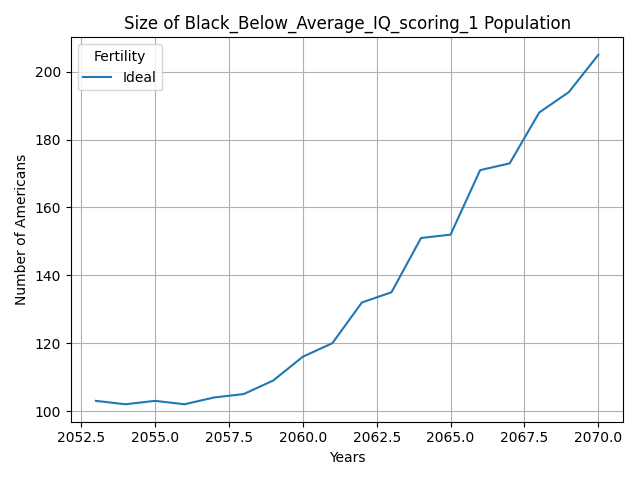 Size of Black_Below_Average_IQ_scoring_1 Population
Fertility
Ideal
Number of Americans
200
180
160
140
120
100
2052.5 2055.0 2057.5 2060.0 2062.5 2065.0 2067.5 2070.0
Years